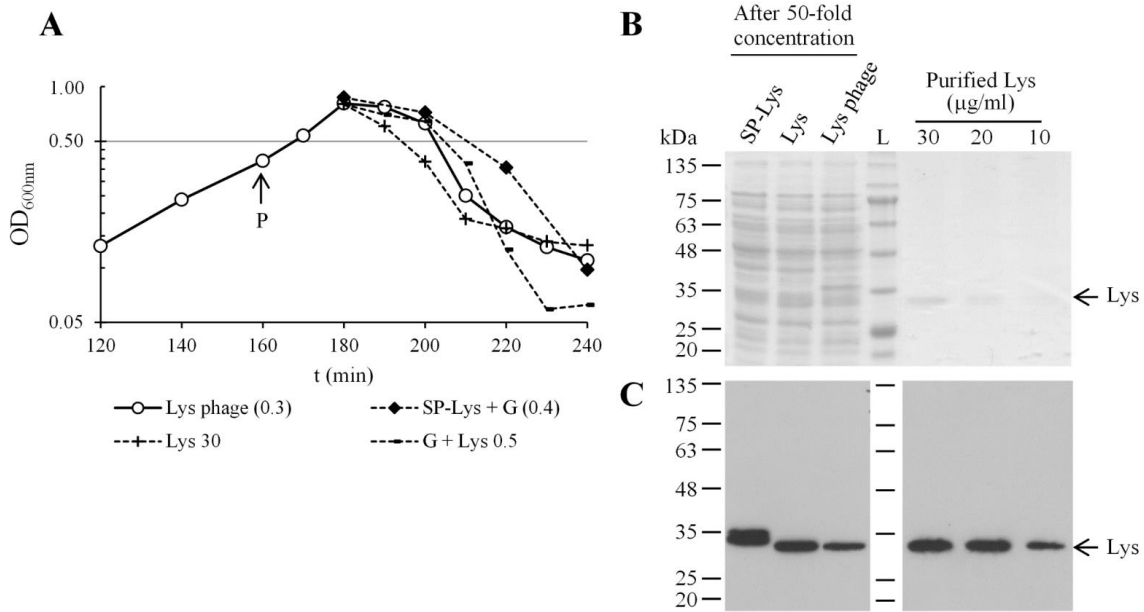 A
1.00
0.50
0.05
OD600nm
P
120 140 160 180 200 220 240
t (min)
Lys phage (0.3)
SP-Lys + G (0.4)
Lys 30
G + Lys 0.5
B
After 50-fold
concentration
Purified Lys
(µg/ml)
kDa
SP-Lys
Lys
Lys phage
L
30 20 10
135
75
63
48
35
25
20
Lys
C
135
75
63
48
35
25
20
Lys